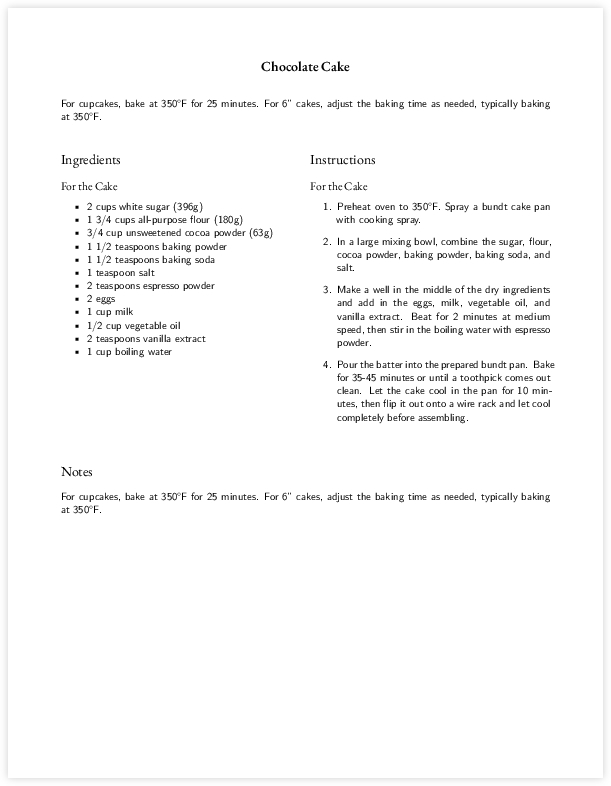 Chocolate Cake
For cupcakes, bake at 350°F for 25 minutes. For 6" cakes, adjust the baking time as needed, typically baking
at 350°F.
Ingredients
For the Cake
▪ 2 cups white sugar (396g)
▪ 1 3/4 cups all-purpose flour (180g)
▪ 3/4 cup unsweetened cocoa powder (63g)
▪ 1 1/2 teaspoons baking powder
▪ 1 1/2 teaspoons baking soda
▪ 1 teaspoon salt
▪ 2 teaspoons espresso powder
▪ 2 eggs
▪ 1 cup milk
▪ 1/2 cup vegetable oil
▪ 2 teaspoons vanilla extract
▪ 1 cup boiling water
Instructions
For the Cake
1. Preheat oven to 350°F. Spray a bundt cake pan
with cooking spray.
2. In a large mixing bowl, combine the sugar, flour,
cocoa powder, baking powder, baking soda, and
salt.
3. Make a well in the middle of the dry ingredients
and add in the eggs, milk, vegetable oil, and
vanilla extract. Beat for 2 minutes at medium
speed, then stir in the boiling water with espresso
powder.
4. Pour the batter into the prepared bundt pan. Bake
for 35-45 minutes or until a toothpick comes out
clean. Let the cake cool in the pan for 10 min-
utes, then flip it out onto a wire rack and let cool
completely before assembling.
Notes
For cupcakes, bake at 350°F for 25 minutes. For 6" cakes, adjust the baking time as needed, typically baking
at 350°F.